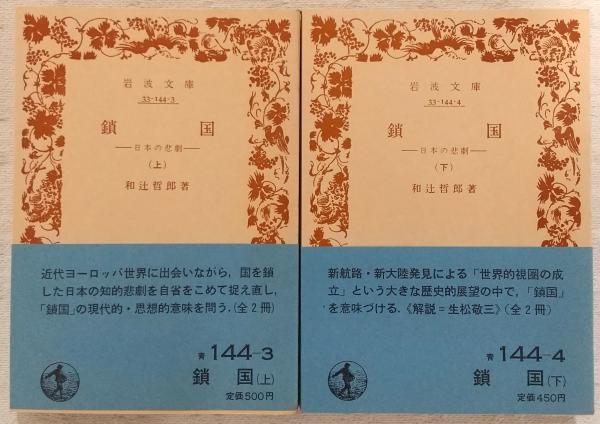 岩波文庫
33-144-3
鎖国
──日本の悲劇──
(上)
和辻哲郎著
近代ヨーロッパ世界に出会いながら，国を鎖
した日本の知的悲劇を自省をこめて捉え直し，
「鎖国」の現代的・思想的意味を問う．(全2冊)
青 144-3
鎖国(上)
定価500円
岩波文庫
33-144-4
鎖国
──日本の悲劇──
(下)
和辻哲郎著
新航路・新大陸発見による「世界的視圏の成
立」という大きな歴史的展望の中で，「鎖国」
を意味づける．《解説＝生松敬三》(全2冊)
青 144-4
鎖国(下)
定価450円